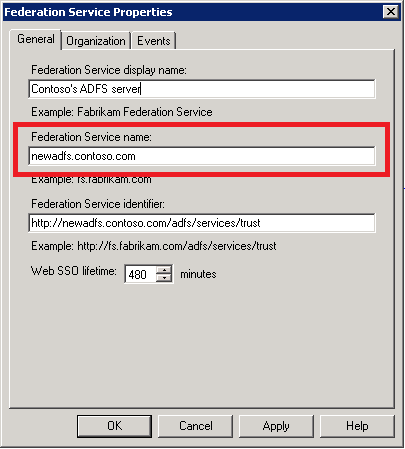 Federation Service Properties
General Organization Events
Federation Service display name:
Contoso's ADFS server
Example: Fabrikam Federation Service
Federation Service name:
newadfs.contoso.com
Example: fs.fabrikam.com
Federation Service identifier:
http://newadfs.contoso.com/adfs/services/trust
Example: http://fs.fabrikam.com/adfs/services/trust
Web SSO lifetime: 480 minutes
OK Cancel Apply Help